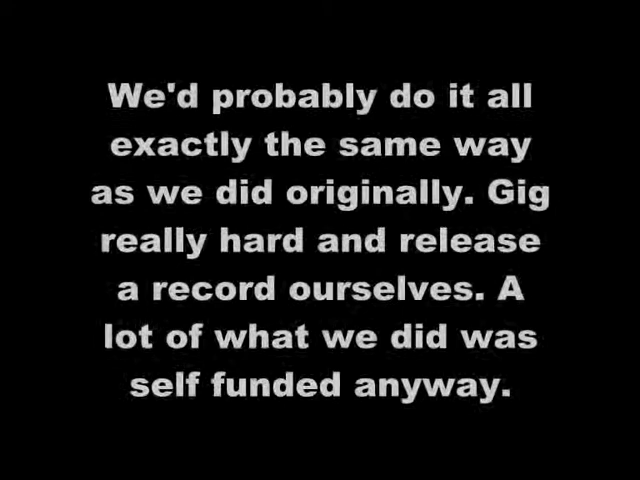 We'd probably do it all
exactly the same way
as we did originally. Gig
really hard and release
a record ourselves. A
lot of what we did was
self funded anyway.